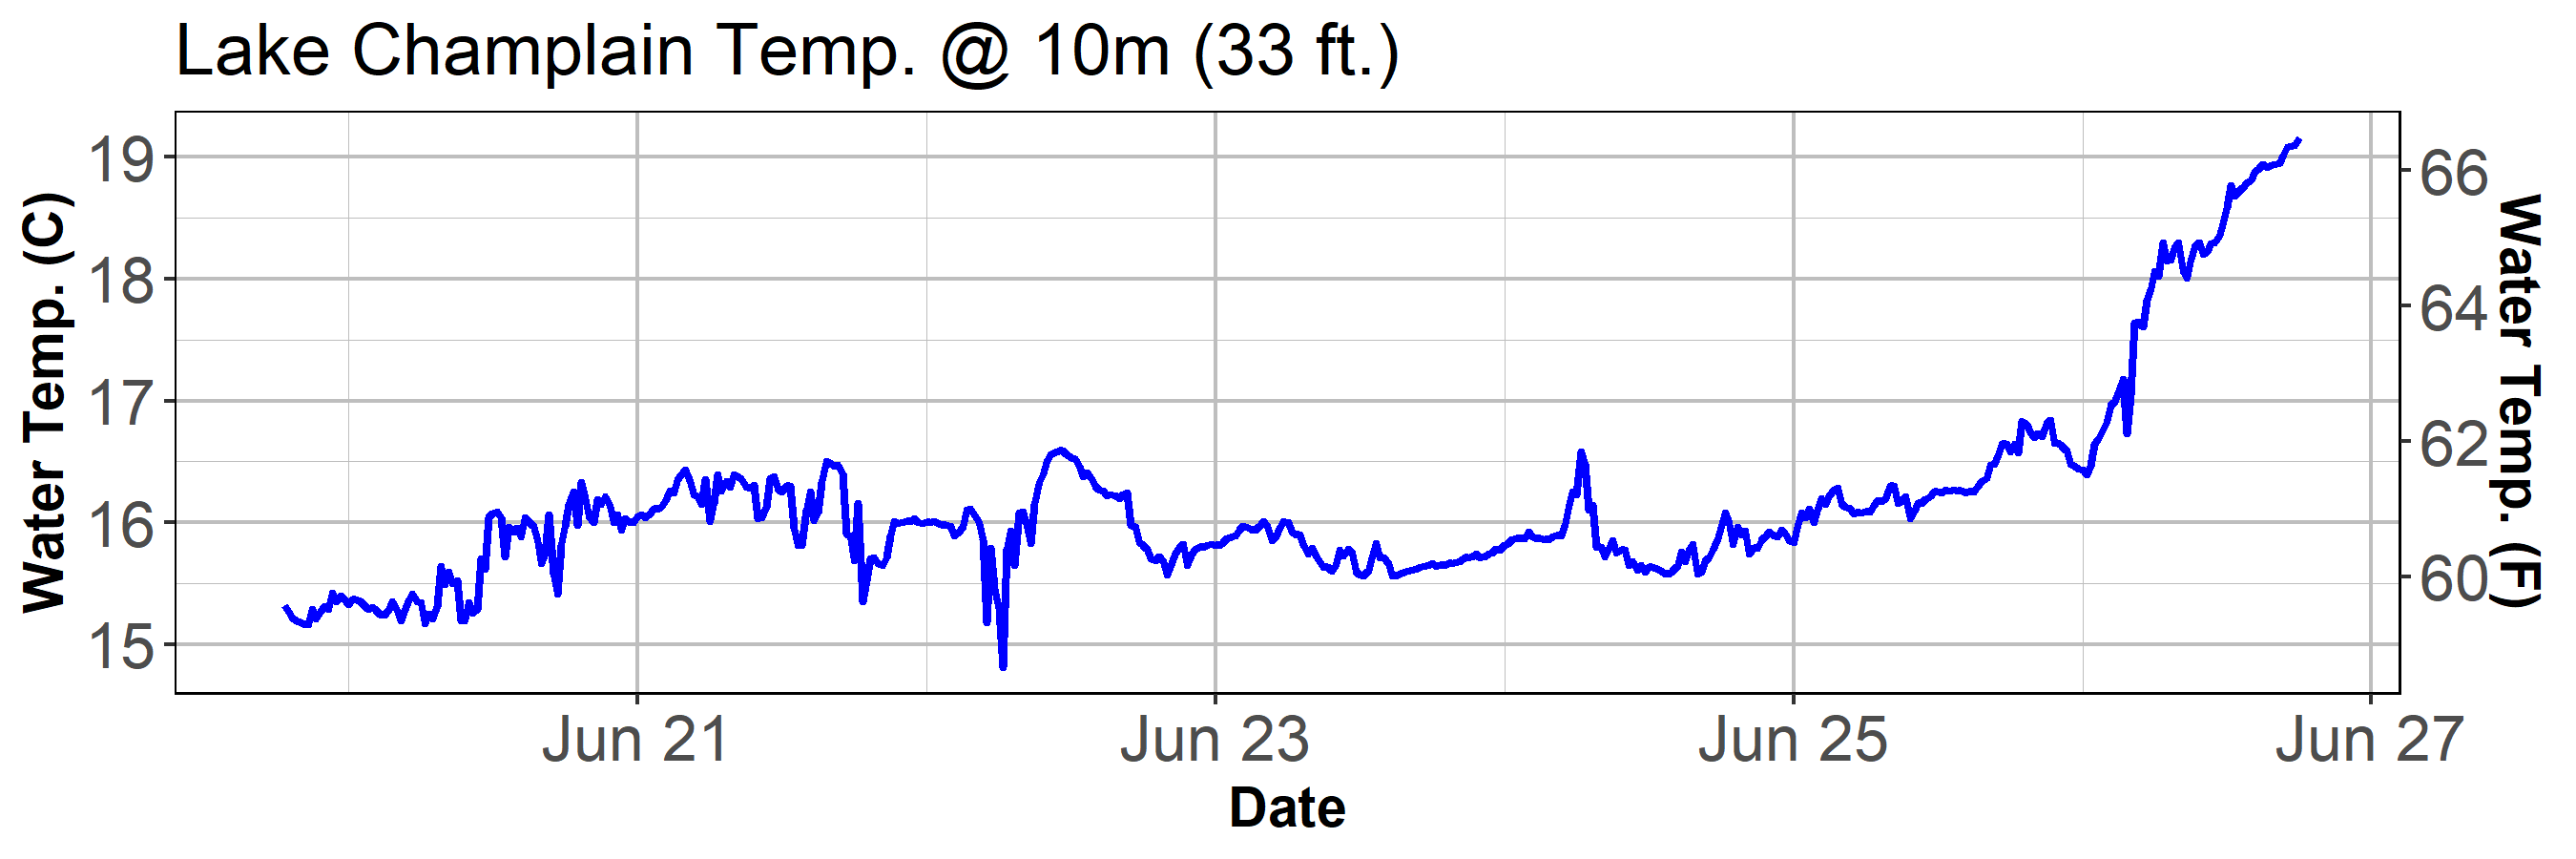 Lake Champlain Temp. @ 10m (33 ft.)
Water Temp. (C)
19
18
17
16
15
66
64
62
60
Water Temp. (F)
Jun 21
Jun 23
Jun 25
Jun 27
Date